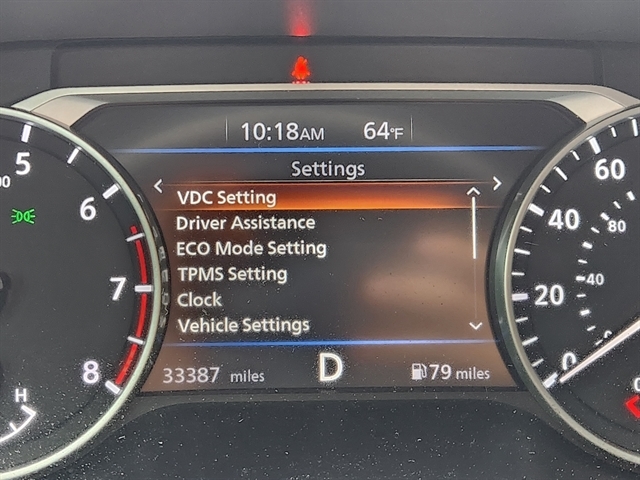 10:18AM 64°F
Settings
VDC Setting
Driver Assistance
ECO Mode Setting
TPMS Setting
Clock
Vehicle Settings
33387 miles D 79 miles
5
6
7
8
H
60
40
20
0
80
40